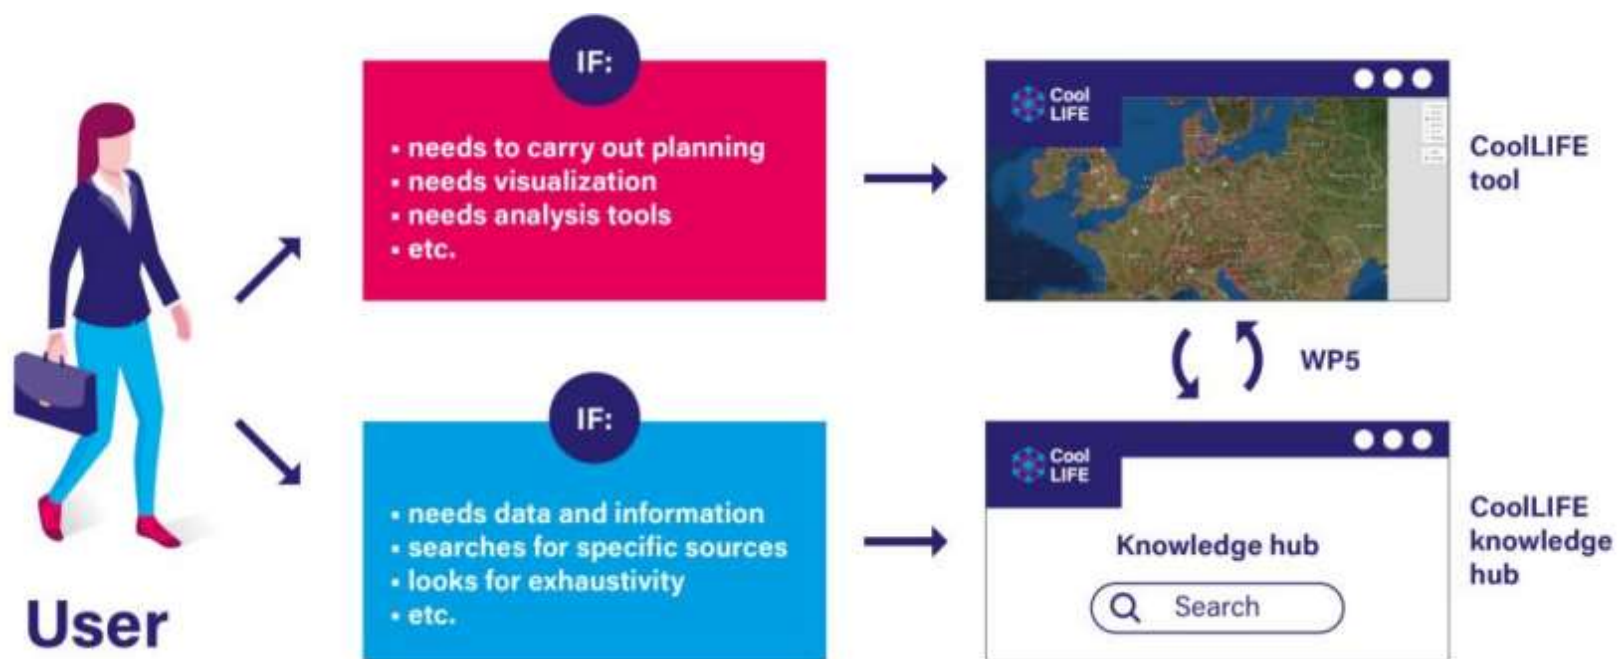 IF:
▪ needs to carry out planning
▪ needs visualization
▪ needs analysis tools
▪ etc.
Cool
LIFE
CoolLIFE
tool
WP5
IF:
▪ needs data and information
▪ searches for specific sources
▪ looks for exhaustivity
▪ etc.
Cool
LIFE
Knowledge hub
Search
CoolLIFE
knowledge
hub
User